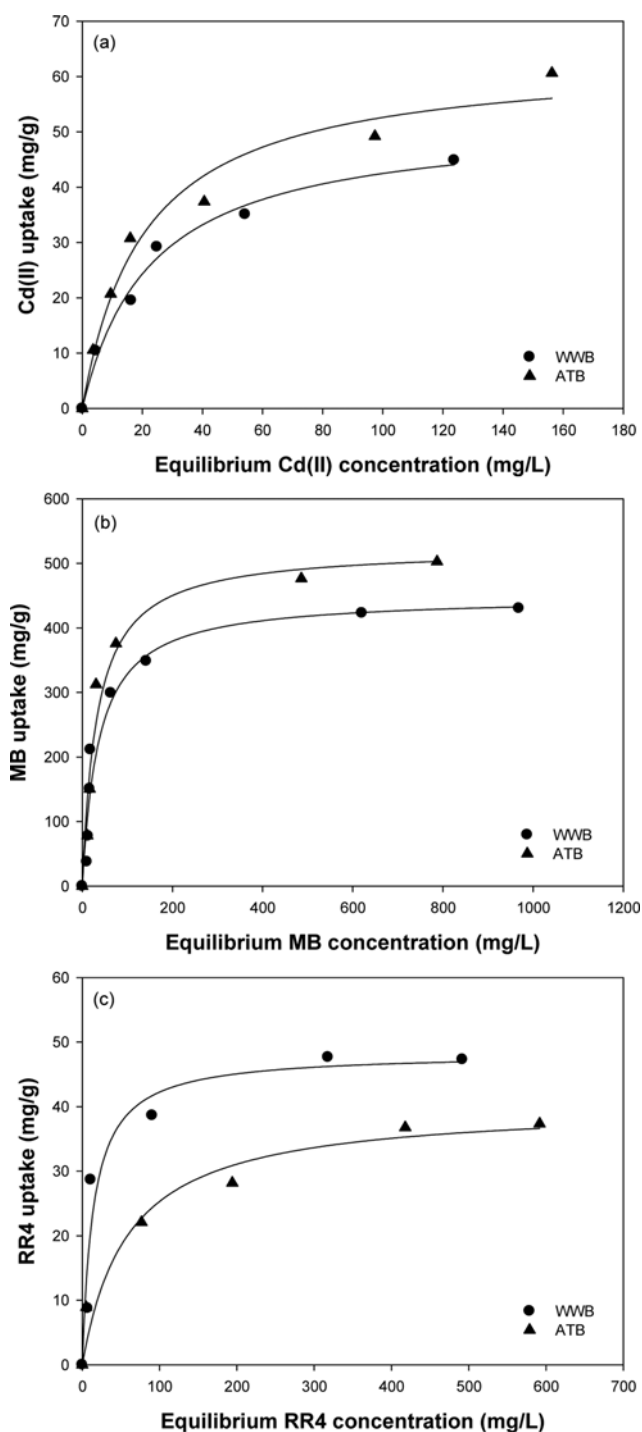 (a)
70
60
50
40
30
20
10
0
Cd(II) uptake (mg/g)
WWB
ATB
0 20 40 60 80 100 120 140 160 180
Equilibrium Cd(II) concentration (mg/L)
(b)
600
500
400
300
200
100
0
MB uptake (mg/g)
WWB
ATB
0 200 400 600 800 1000 1200
Equilibrium MB concentration (mg/L)
(c)
60
50
40
30
20
10
0
RR4 uptake (mg/g)
WWB
ATB
0 100 200 300 400 500 600 700
Equilibrium RR4 concentration (mg/L)